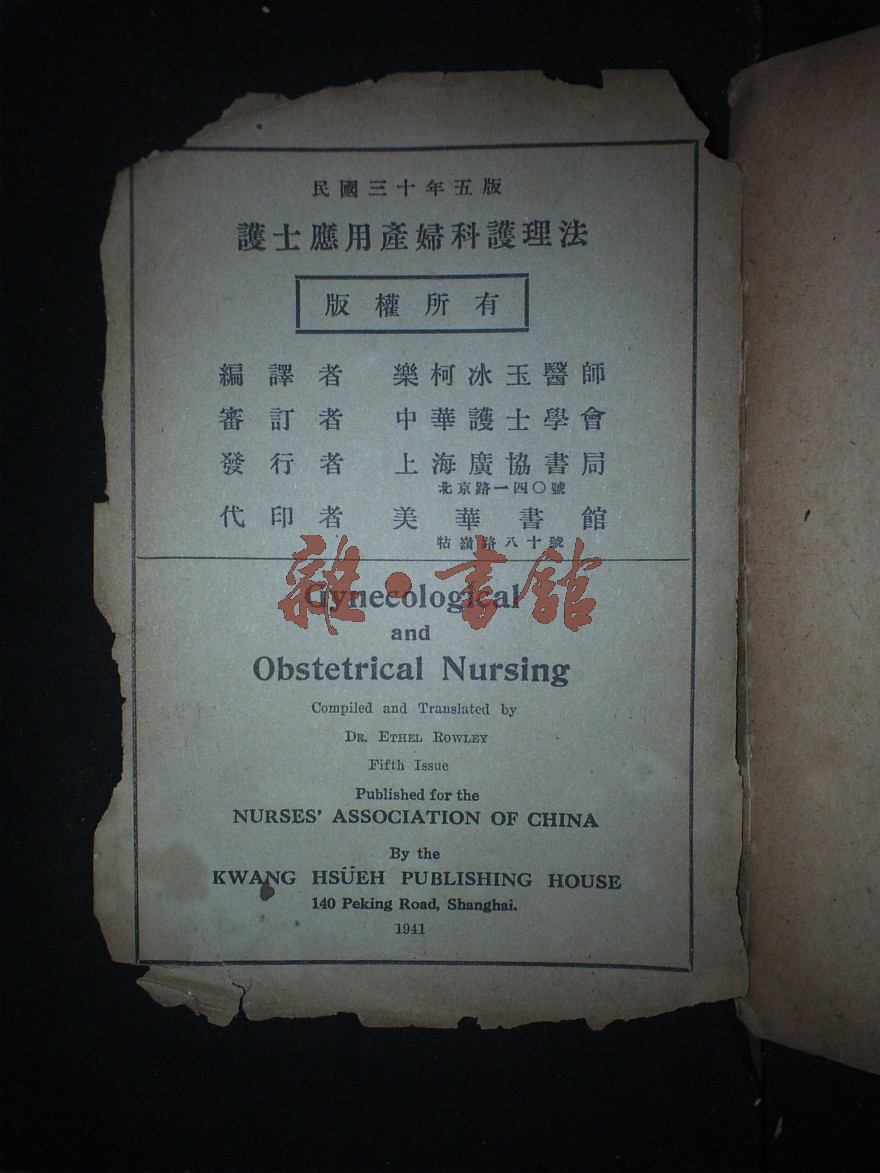 民國三十年五版
護士應用產婦科護理法
版權所有
編譯者 樂柯冰玉醫師
審訂者 中華護士學會
發行者 上海廣協書局
北京路一四〇號
代印者 美華書館
牯嶺路八十號
雜·書館
Gynecological
and
Obstetrical Nursing
Compiled and Translated by
DR. ETHEL ROWLEY
Fifth Issue
Published for the
NURSES' ASSOCIATION OF CHINA
By the
KWANG HSÜEH PUBLISHING HOUSE
140 Peking Road, Shanghai.
1941